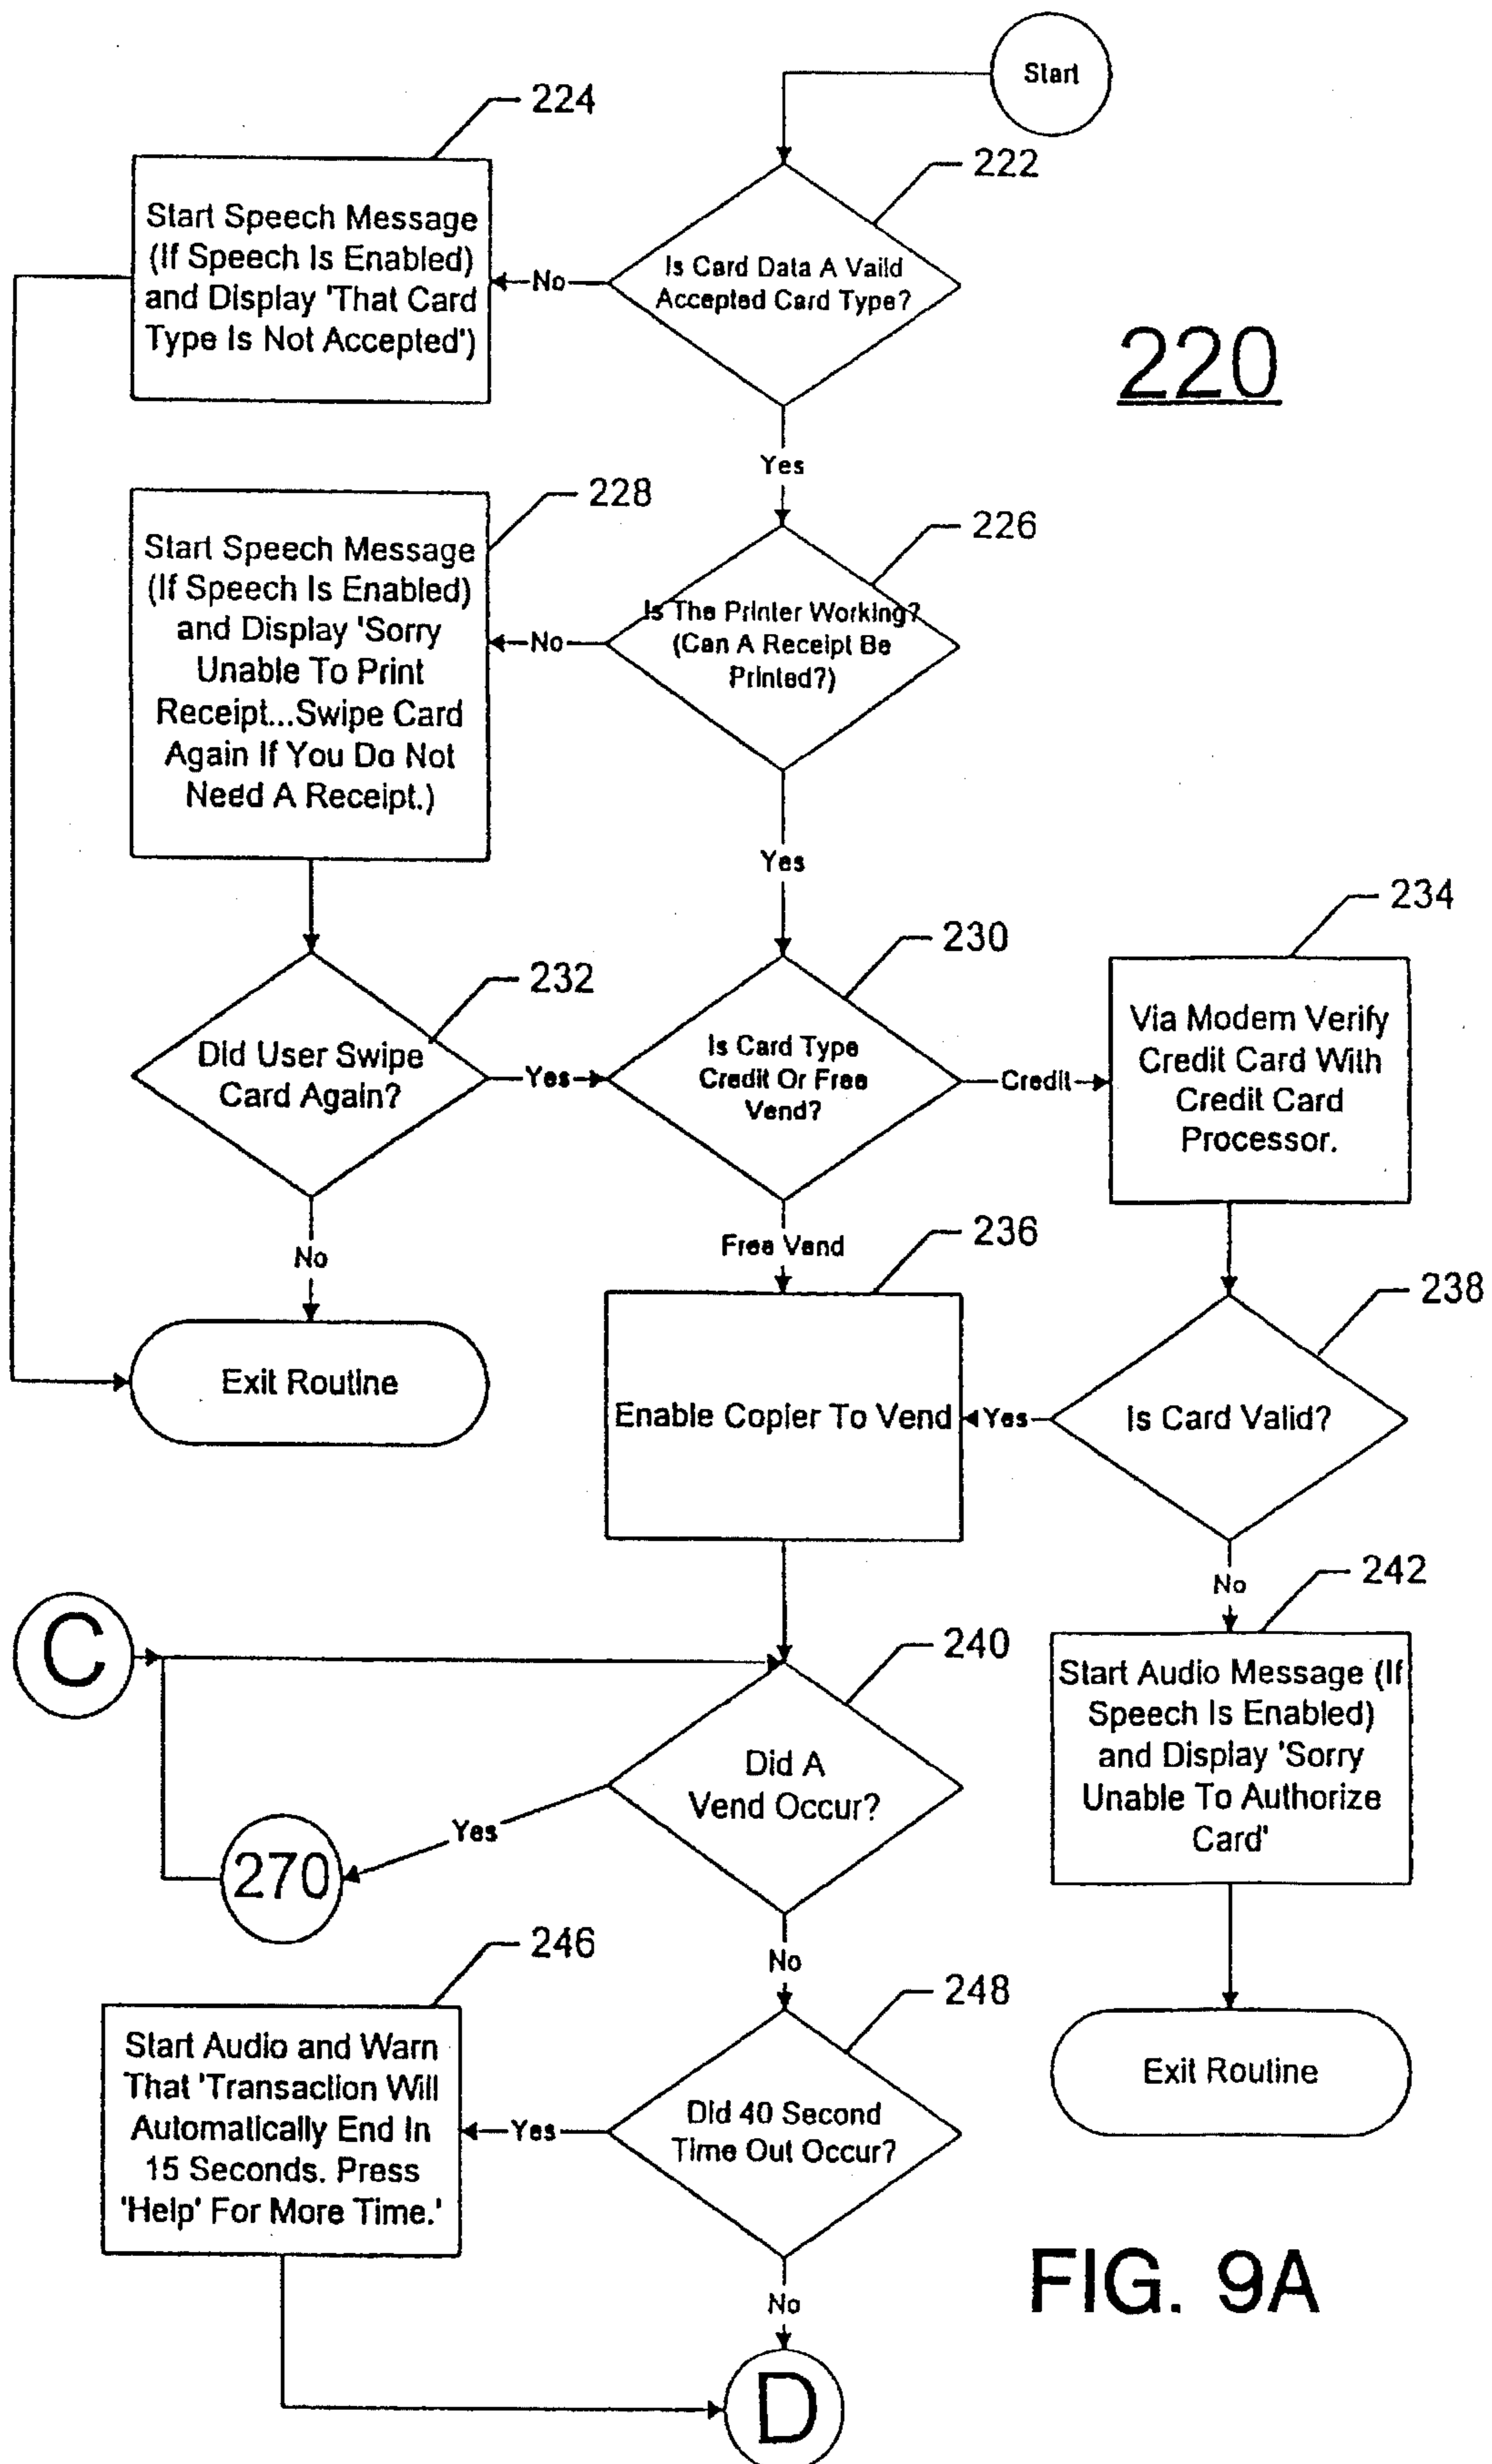 Start
224
222
Start Speech Message
(If Speech Is Enabled)
and Display 'That Card
Type Is Not Accepted')
No
Is Card Data A Vaild
Accepted Card Type?
220
Yes
228
226
Start Speech Message
(If Speech Is Enabled)
and Display 'Sorry
Unable To Print
Receipt...Swipe Card
Again If You Do Not
Need A Receipt.)
No
Is The Printer Working?
(Can A Receipt Be
Printed?)
Yes
234
232
230
Did User Swipe
Card Again?
Yes
Is Card Type
Credit Or Free
Vend?
Credit
Via Modem Verify
Credit Card With
Credit Card
Processor.
No
Free Vend
236
238
Exit Routine
Enable Copier To Vend
Yes
Is Card Valid?
No
242
C
240
Did A
Vend Occur?
Yes
270
Start Audio Message (If
Speech Is Enabled)
and Display 'Sorry
Unable To Authorize
Card'
No
246
248
Start Audio and Warn
That 'Transaction Will
Automatically End In
15 Seconds. Press
'Help' For More Time.'
Yes
Did 40 Second
Time Out Occur?
Exit Routine
No
D
FIG. 9A